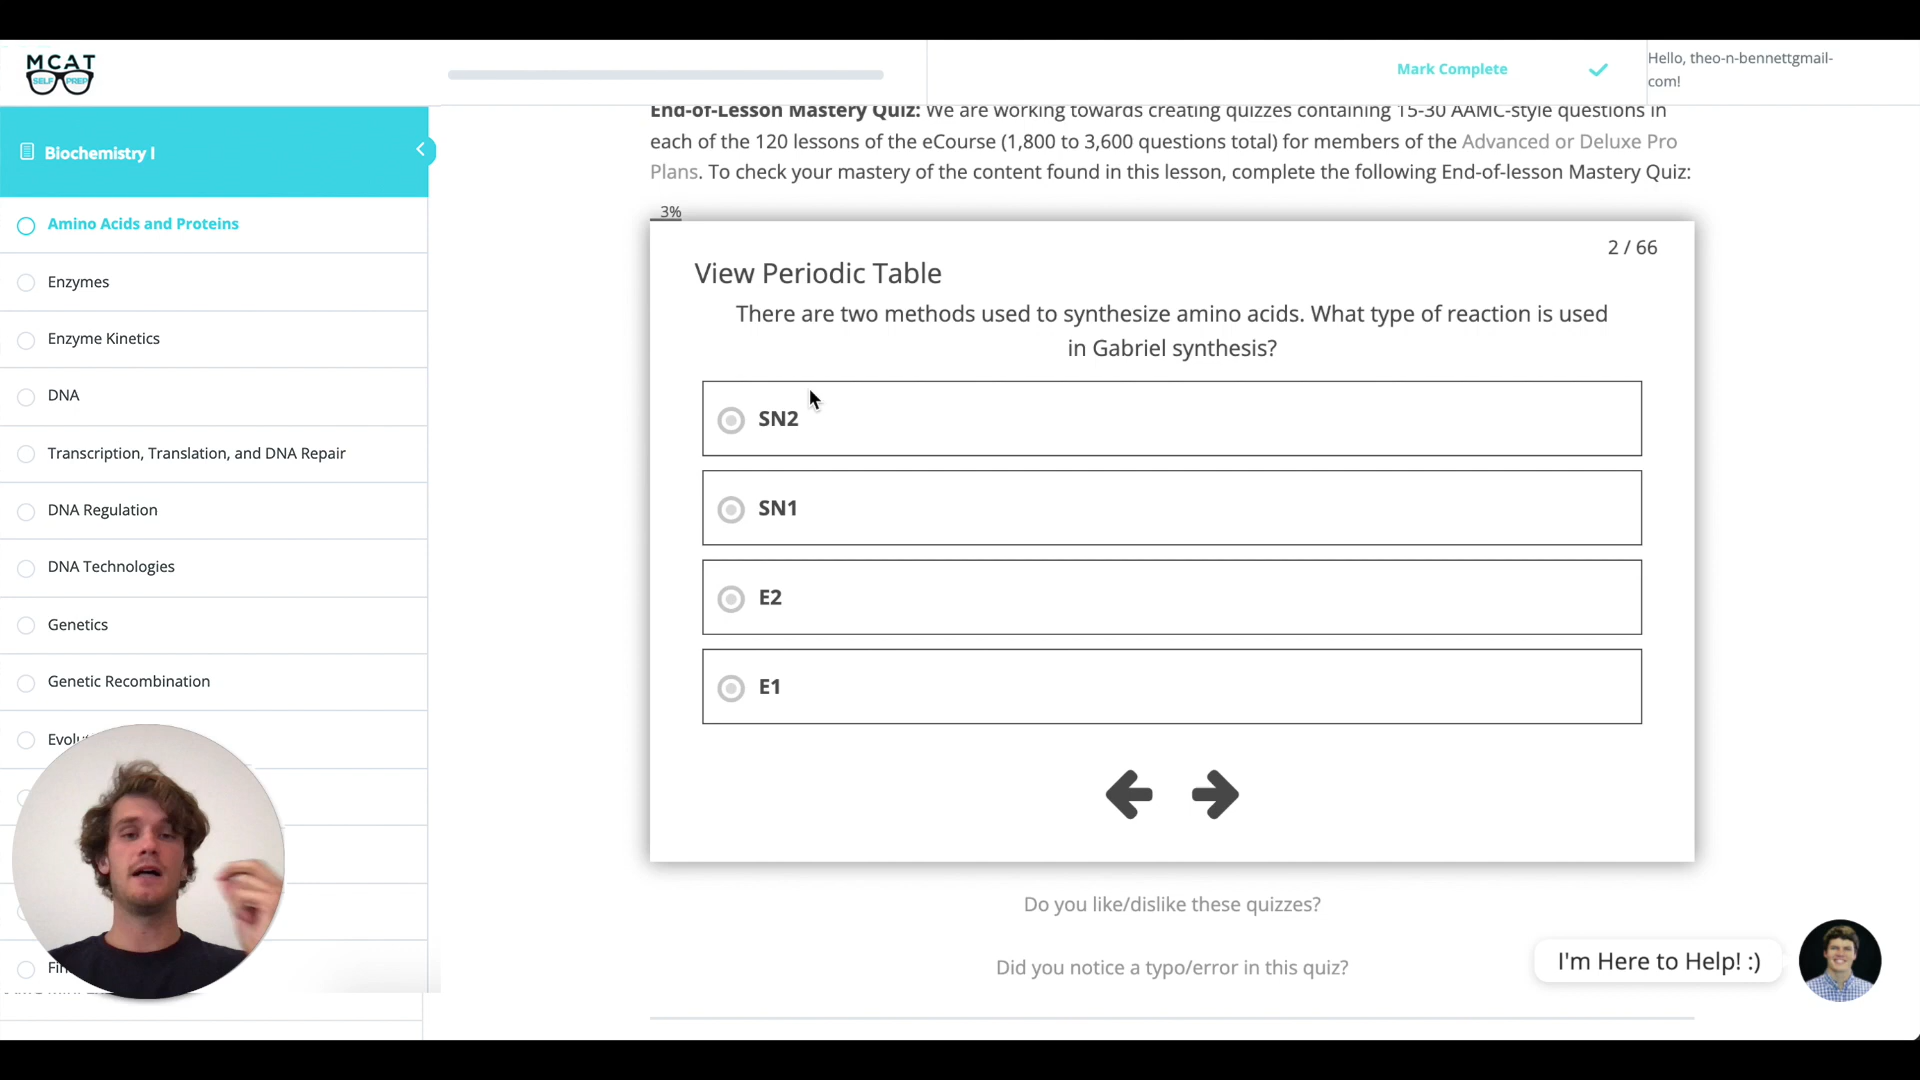 MCAT
SELF PREP
Mark Complete
Hello, theo-n-bennettgmail-
com!
Biochemistry I
Amino Acids and Proteins
Enzymes
Enzyme Kinetics
DNA
Transcription, Translation, and DNA Repair
DNA Regulation
DNA Technologies
Genetics
Genetic Recombination
End-of-Lesson Mastery Quiz: We are working towards creating quizzes containing 15-30 AAMC-style questions in
each of the 120 lessons of the eCourse (1,800 to 3,600 questions total) for members of the Advanced or Deluxe Pro
Plans. To check your mastery of the content found in this lesson, complete the following End-of-lesson Mastery Quiz:
3%
2 / 66
View Periodic Table
There are two methods used to synthesize amino acids. What type of reaction is used
in Gabriel synthesis?
SN2
SN1
E2
E1
Do you like/dislike these quizzes?
Did you notice a typo/error in this quiz?
I'm Here to Help! :)